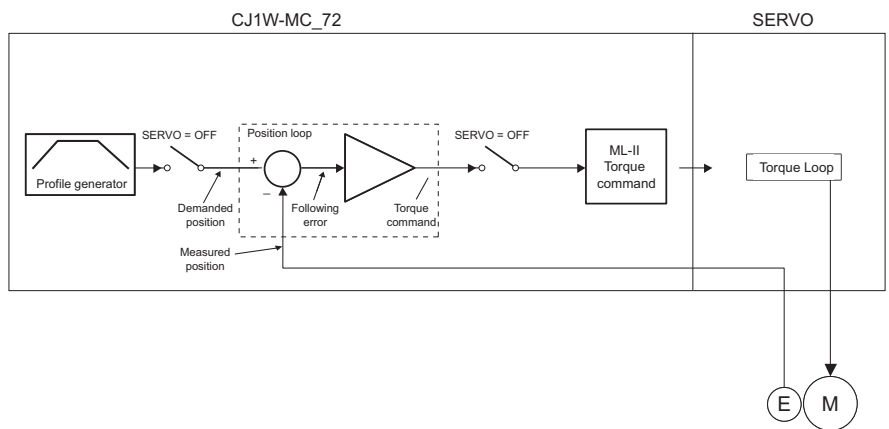 CJ1W-MC_72
SERVO
SERVO = OFF
Position loop
SERVO = OFF
ML-II
Torque
command
Profile generator
+
_
Demanded
position
Following
error
Torque
command
Torque Loop
Measured
position
E
M